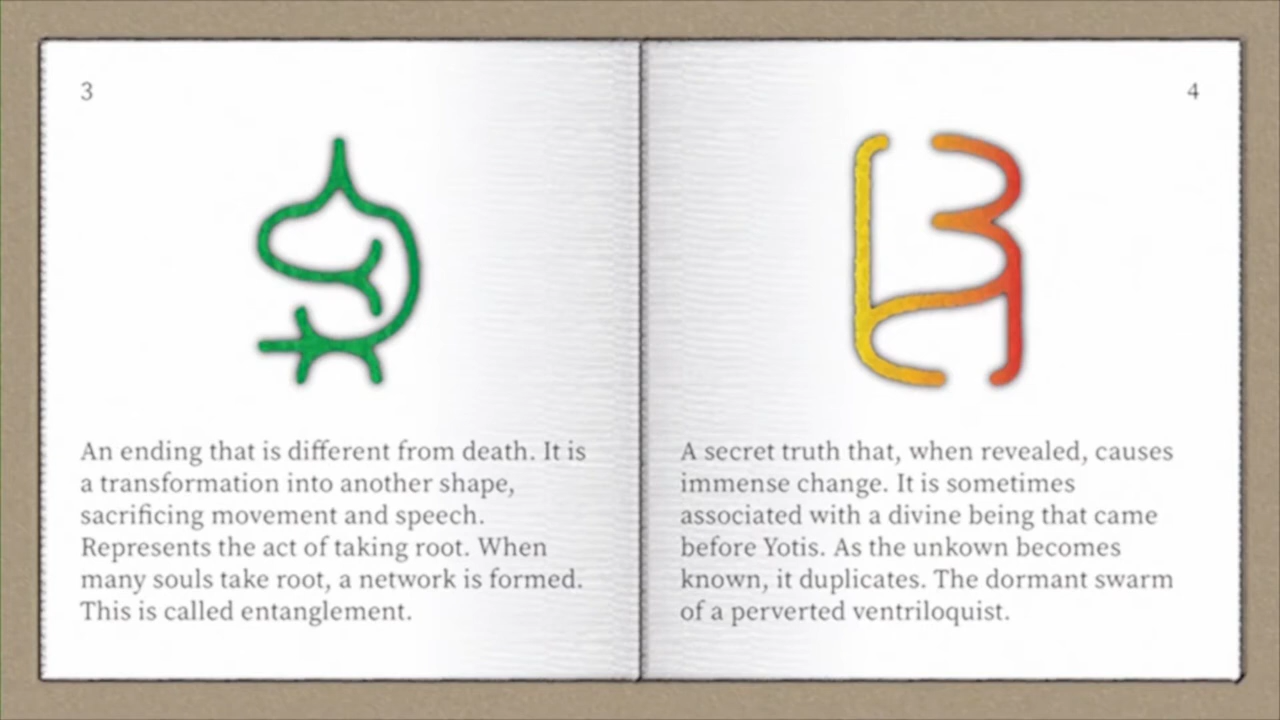 3
An ending that is different from death. It is
a transformation into another shape,
sacrificing movement and speech.
Represents the act of taking root. When
many souls take root, a network is formed.
This is called entanglement.
4
A secret truth that, when revealed, causes
immense change. It is sometimes
associated with a divine being that came
before Yotis. As the unkown becomes
known, it duplicates. The dormant swarm
of a perverted ventriloquist.